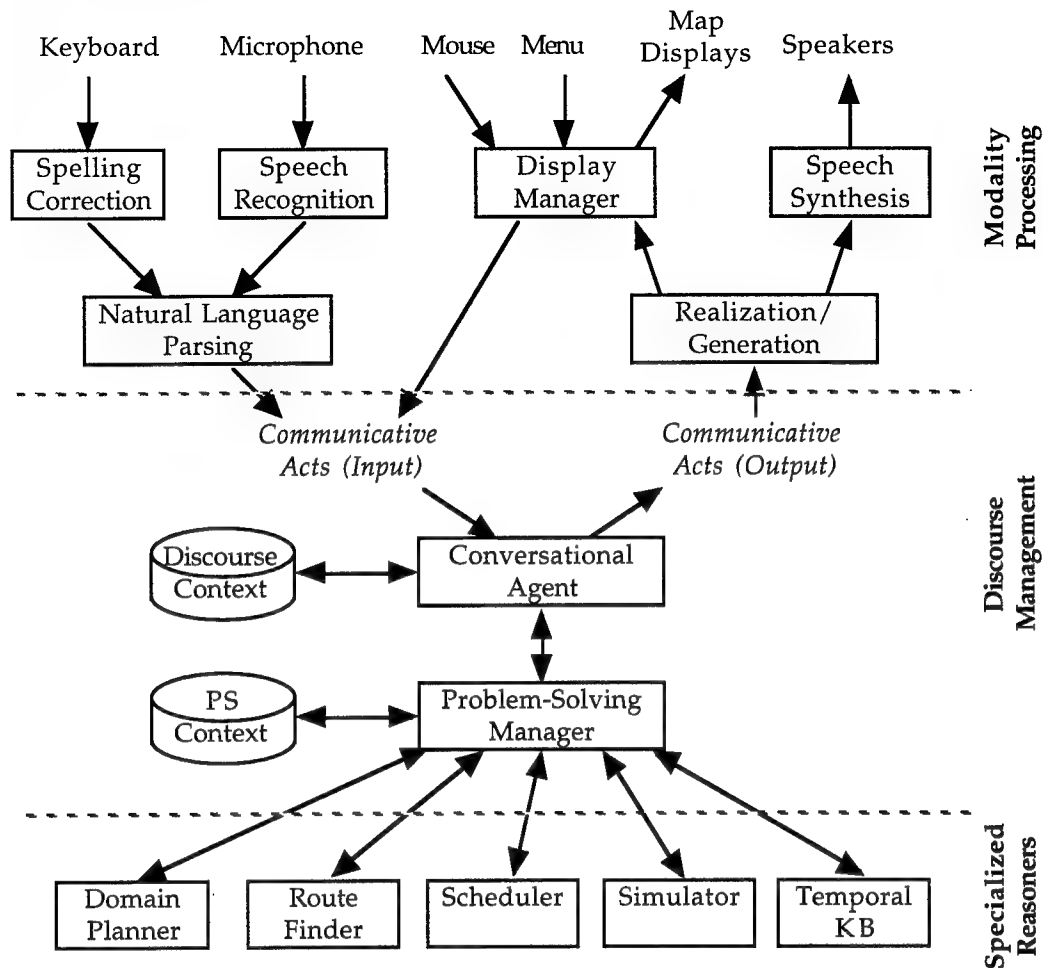 Keyboard
Microphone
Mouse
Menu
Map
Displays
Speakers
Spelling
Correction
Speech
Recognition
Display
Manager
Speech
Synthesis
Modality
Processing
Natural Language
Parsing
Realization/
Generation
Communicative
Acts (Input)
Communicative
Acts (Output)
Discourse
Context
Conversational
Agent
Discourse
Management
PS
Context
Problem-Solving
Manager
Domain
Planner
Route
Finder
Scheduler
Simulator
Temporal
KB
Specialized
Reasoners